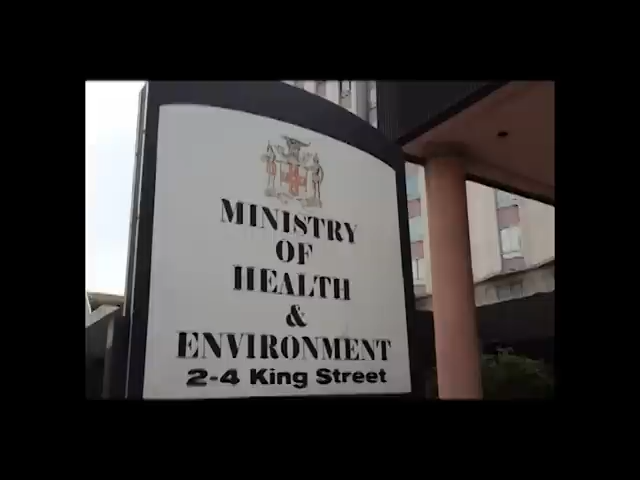 MINISTRY
OF
HEALTH
&
ENVIRONMENT
2-4 King Street